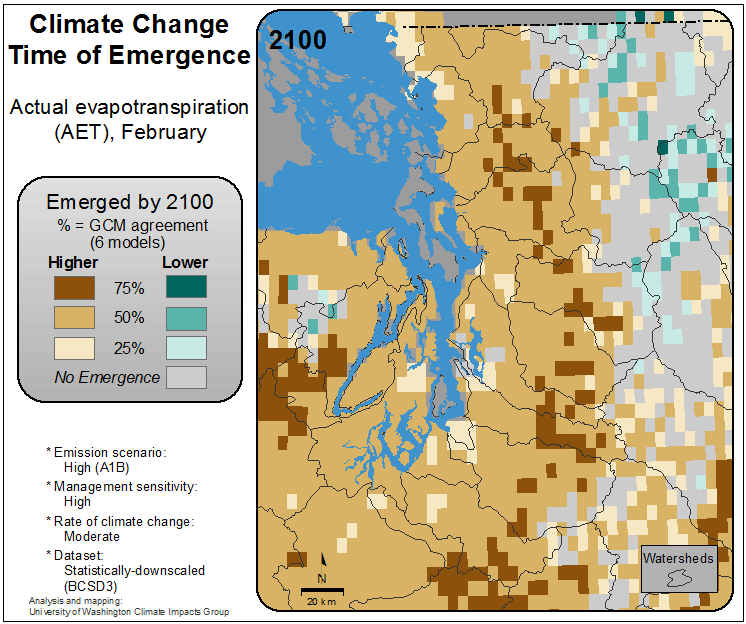 Climate Change
Time of Emergence
Actual evapotranspiration
(AET), February
Emerged by 2100
% = GCM agreement
(6 models)
Higher Lower
75%
50%
25%
No Emergence
* Emission scenario:
High (A1B)
* Management sensitivity:
High
* Rate of climate change:
Moderate
* Dataset:
Statistically-downscaled
(BCSD3)
Analysis and mapping:
University of Washington Climate Impacts Group
2100
N
20 km
Watersheds